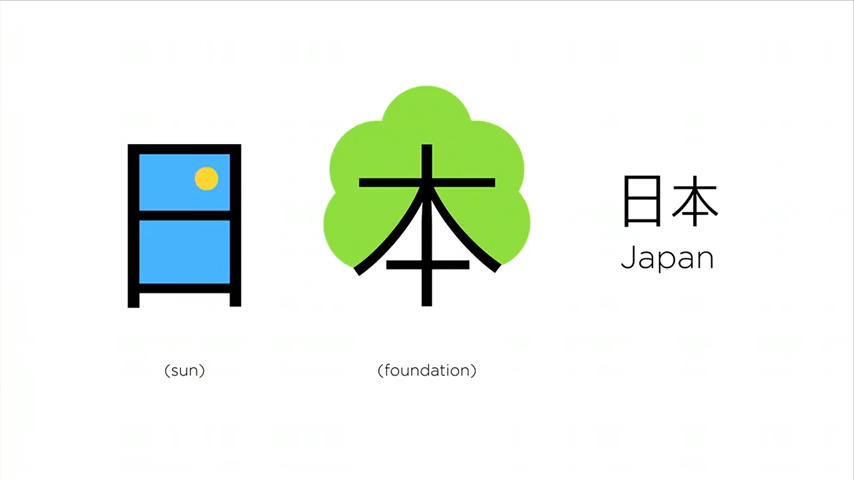 日本
(sun)
(foundation)
日本
Japan